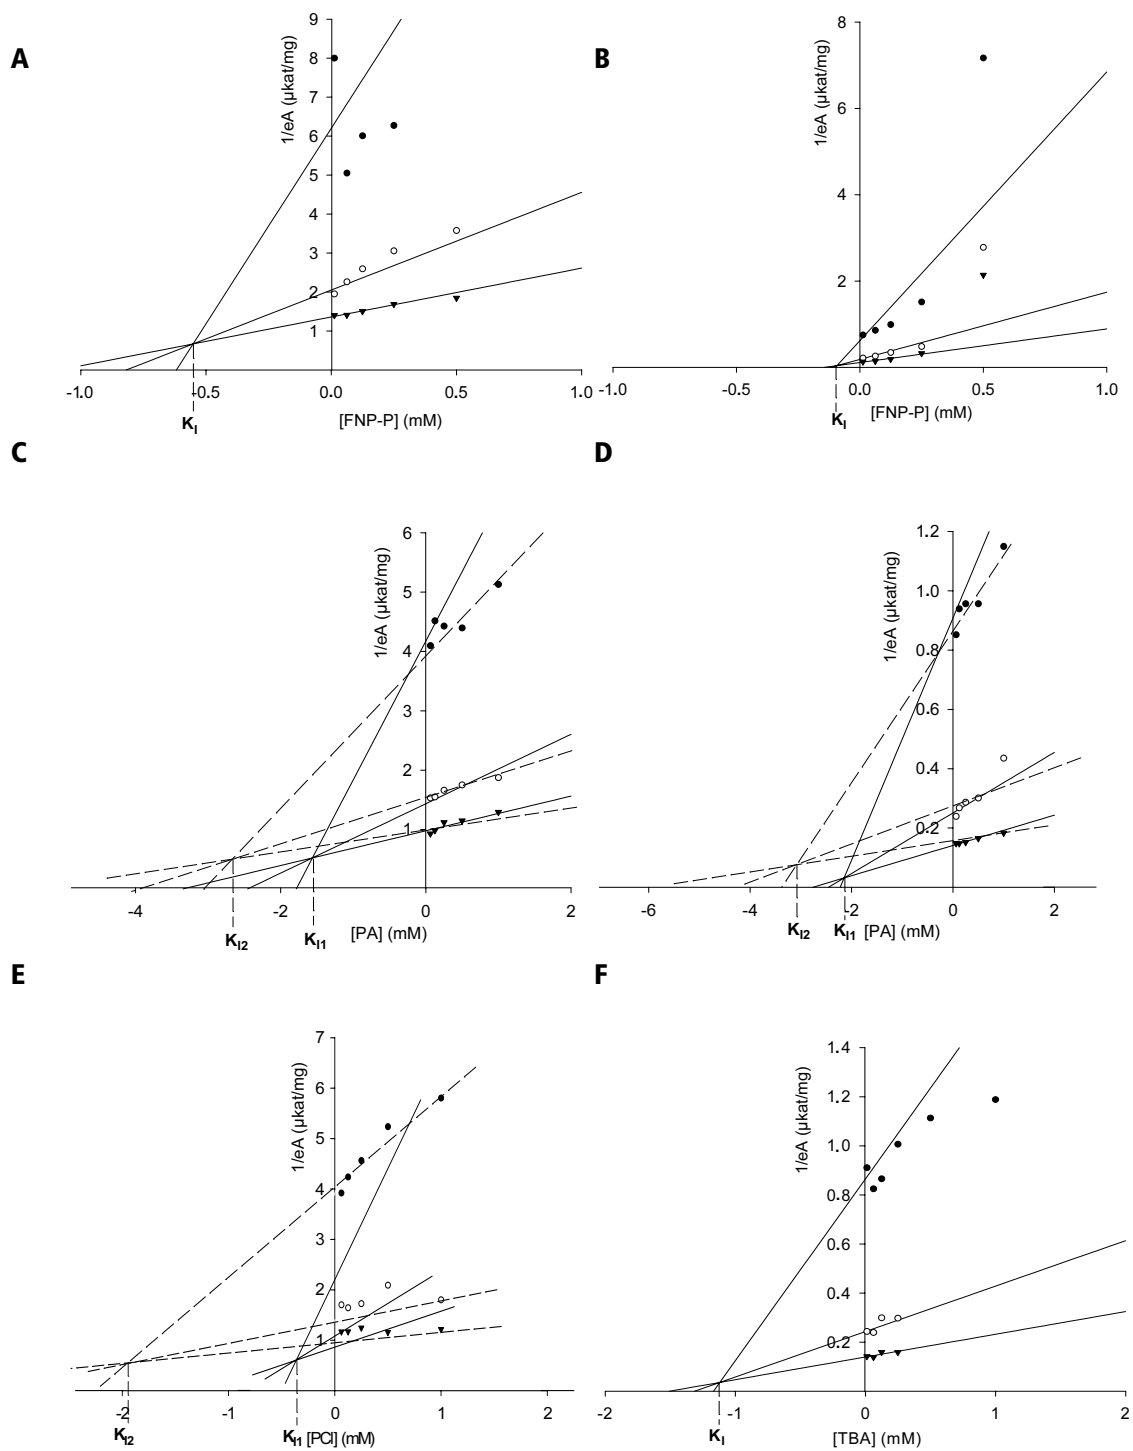 A
1/eA (µkat/mg)
9
8
7
6
5
4
3
2
1
-1.0 -0.5 0.0 0.5 1.0
K_I
[FNP-P] (mM)
B
1/eA (µkat/mg)
8
6
4
2
-1.0 -0.5 0.0 0.5 1.0
K_I
[FNP-P] (mM)
C
1/eA (µkat/mg)
6
5
4
3
2
1
-4 -2 0 2
K_I2 K_I1 [PA] (mM)
D
1/eA (µkat/mg)
1.2
1.0
0.8
0.6
0.4
0.2
-6 -4 -2 0 2
K_I2 K_I1 [PA] (mM)
E
1/eA (µkat/mg)
7
6
5
4
3
2
1
-2 -1 0 1 2
K_I2 K_I1 [PCI] (mM)
F
1/eA (µkat/mg)
1.4
1.2
1.0
0.8
0.6
0.4
0.2
-2 -1 0 1 2
K_I [TBA] (mM)